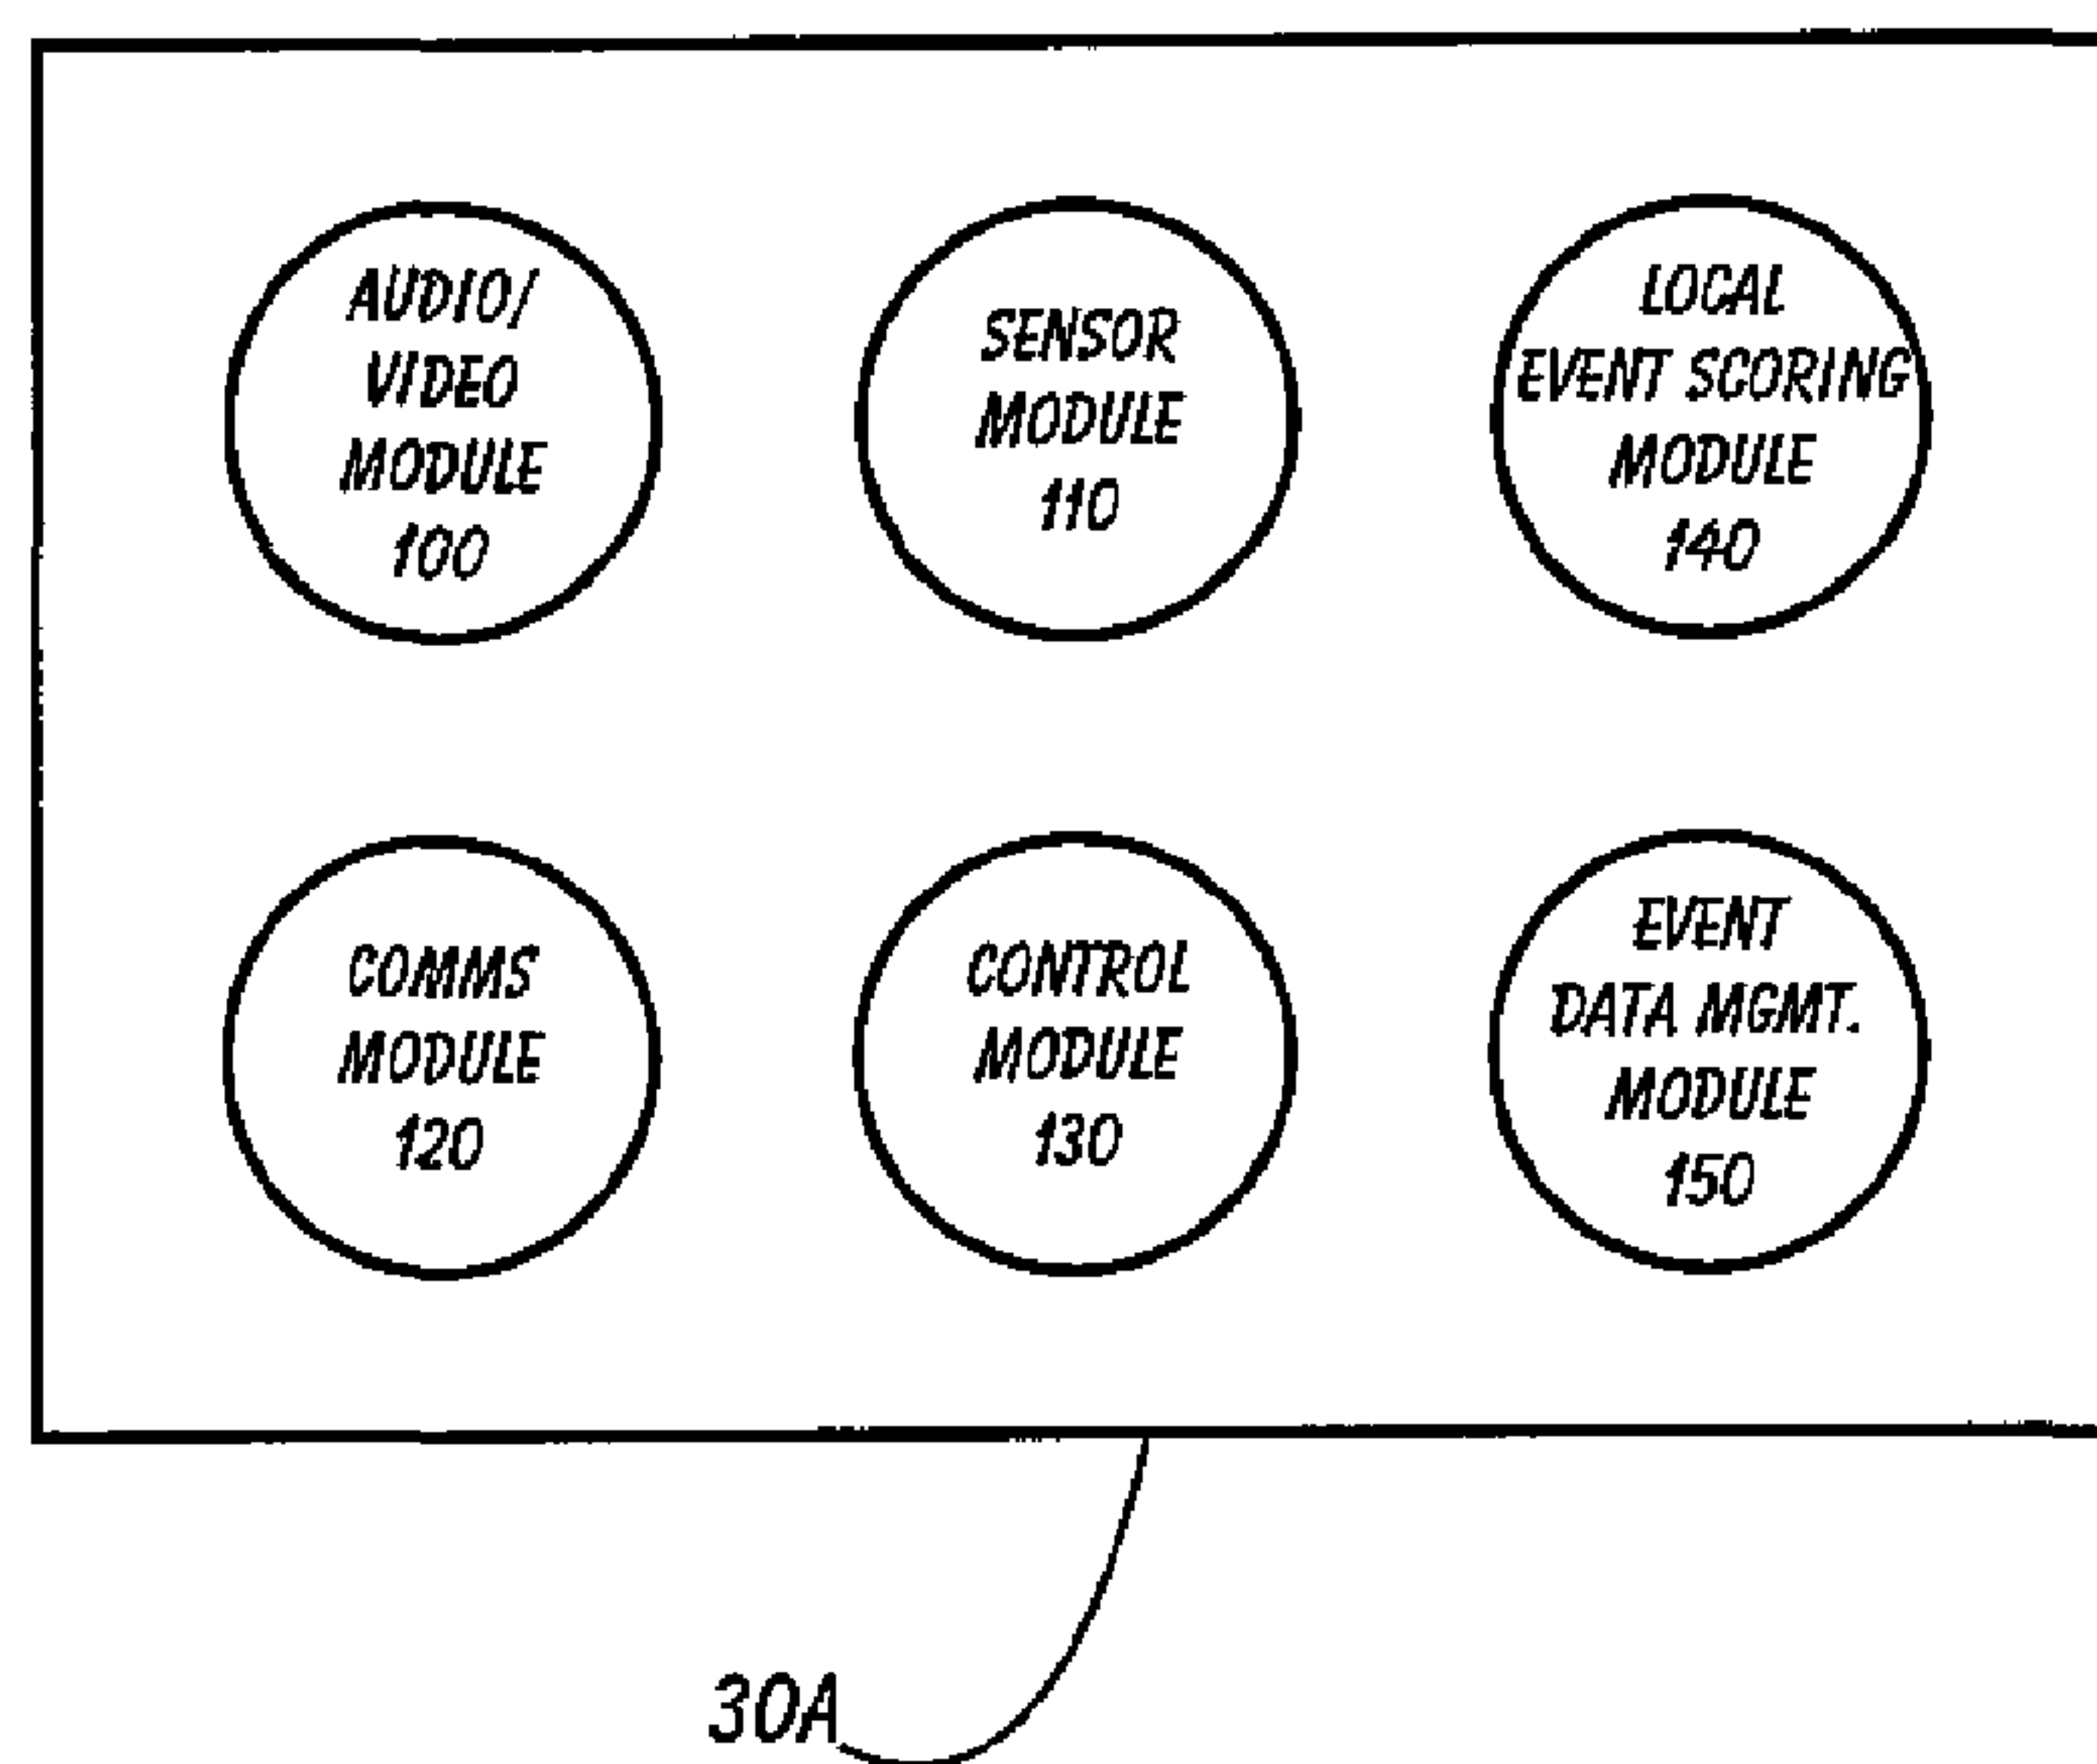 AUDIO/
VIDEO
MODULE
100
SENSOR
MODULE
110
LOCAL
EVENT SCORING
MODULE
140
COMMS
MODULE
120
CONTROL
MODULE
130
EVENT
DATA MGMT.
MODULE
150
30A